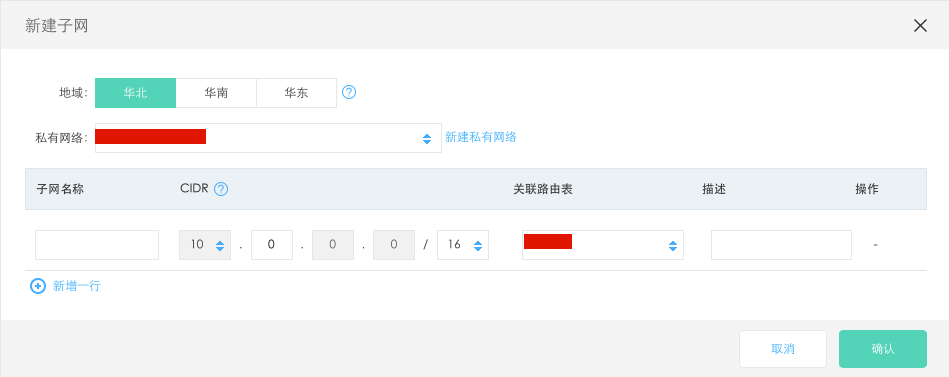 新建子网
地域: 华北 华南 华东 ?
私有网络: 新建私有网络
子网名称 CIDR ? 关联路由表 描述 操作
10 . 0 . 0 . 0 / 16 -
新增一行
取消 确认